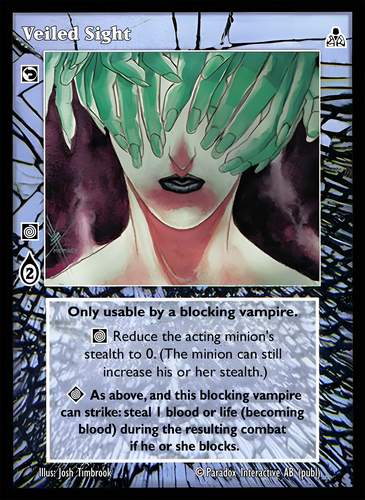 Veiled Sight
2
Only usable by a blocking vampire.
Reduce the acting minion's
stealth to 0. (The minion can still
increase his or her stealth.)
As above, and this blocking vampire
can strike: steal 1 blood or life (becoming
blood) during the resulting combat
if he or she blocks.
Illus: Josh Timbrook
© Paradox Interactive AB. (publ)